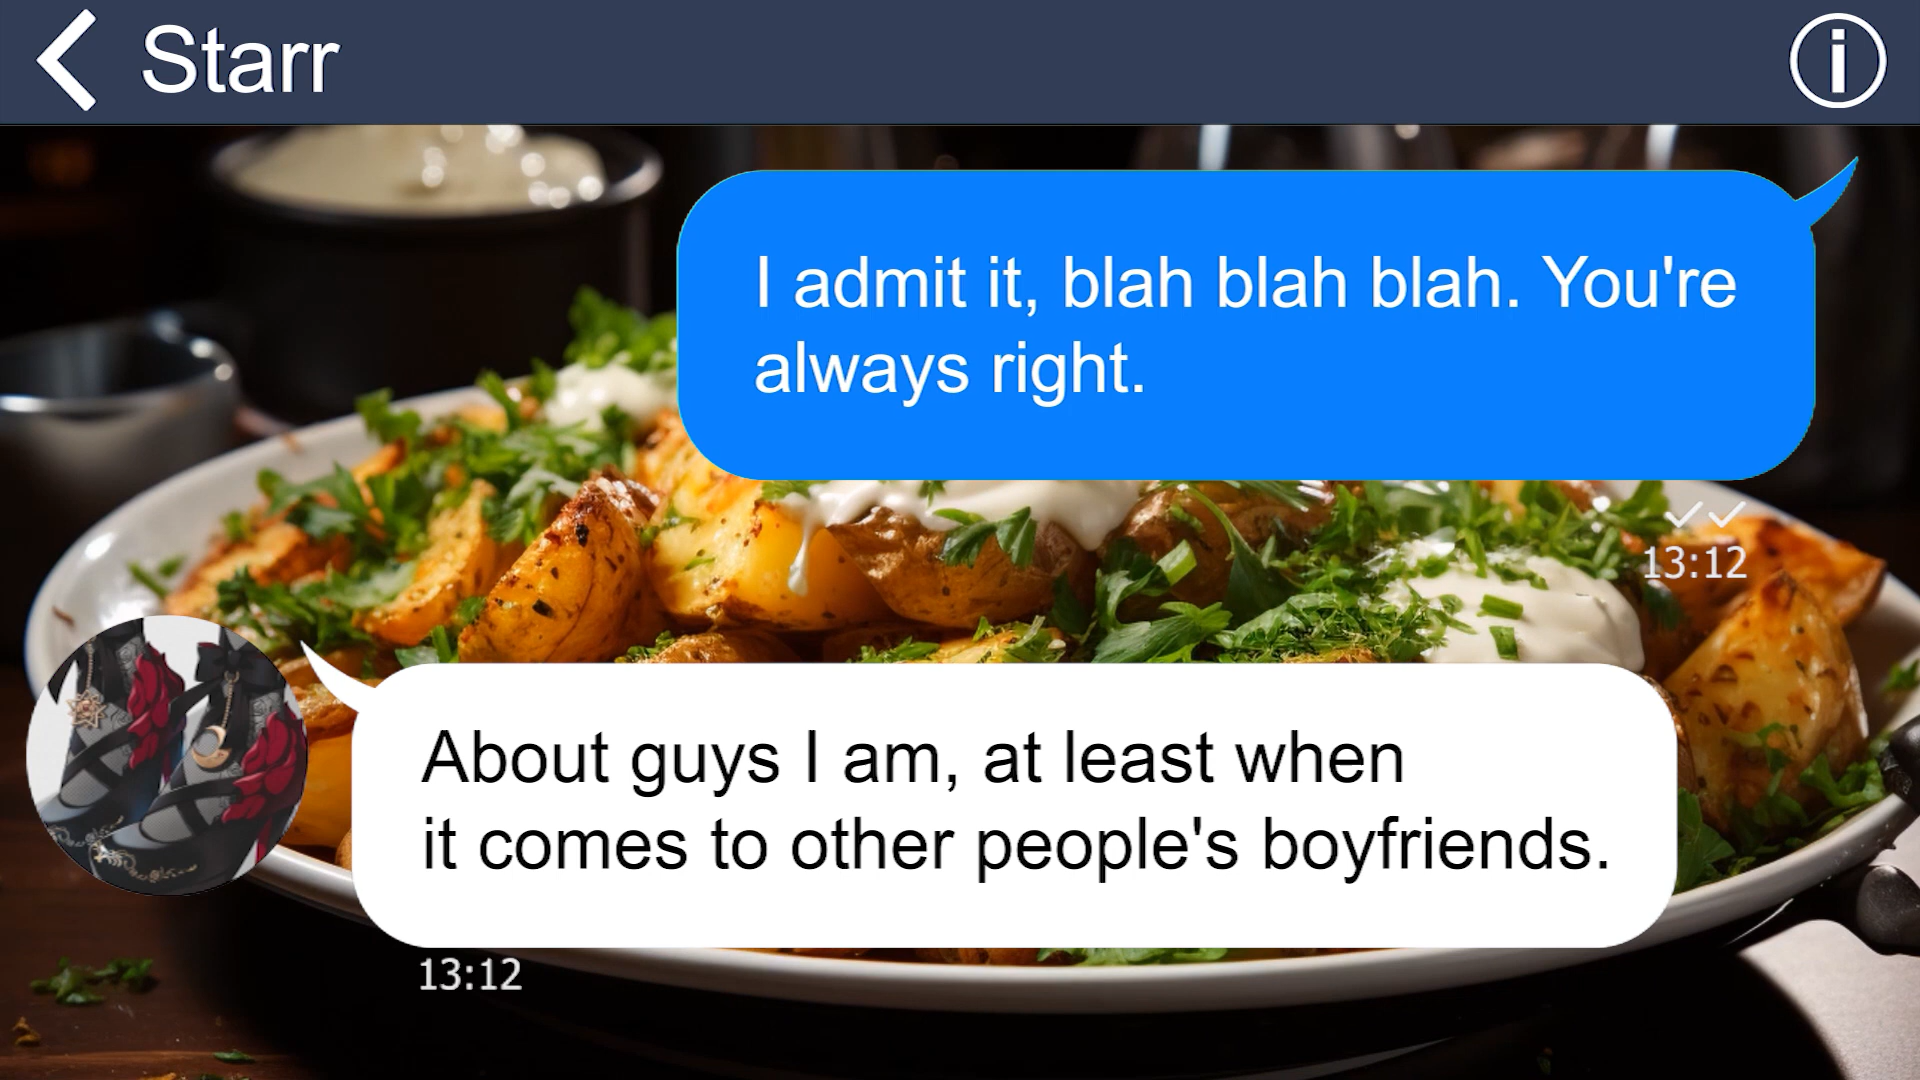 Starr
I admit it, blah blah blah. You're
always right.
13:12
About guys I am, at least when
it comes to other people's boyfriends.
13:12